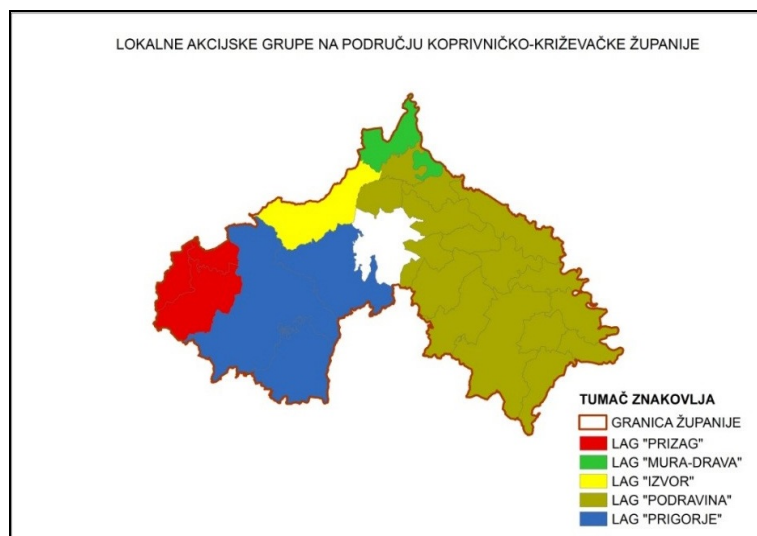 LOKALNE AKCIJSKE GRUPE NA PODRUČJU KOPRIVNIČKO-KRIŽEVAČKE ŽUPANIJE
TUMAČ ZNAKOVLJA
GRANICA ŽUPANIJE
LAG "PRIZAG"
LAG "MURA-DRAVA"
LAG "IZVOR"
LAG "PODRAVINA"
LAG "PRIGORJE"